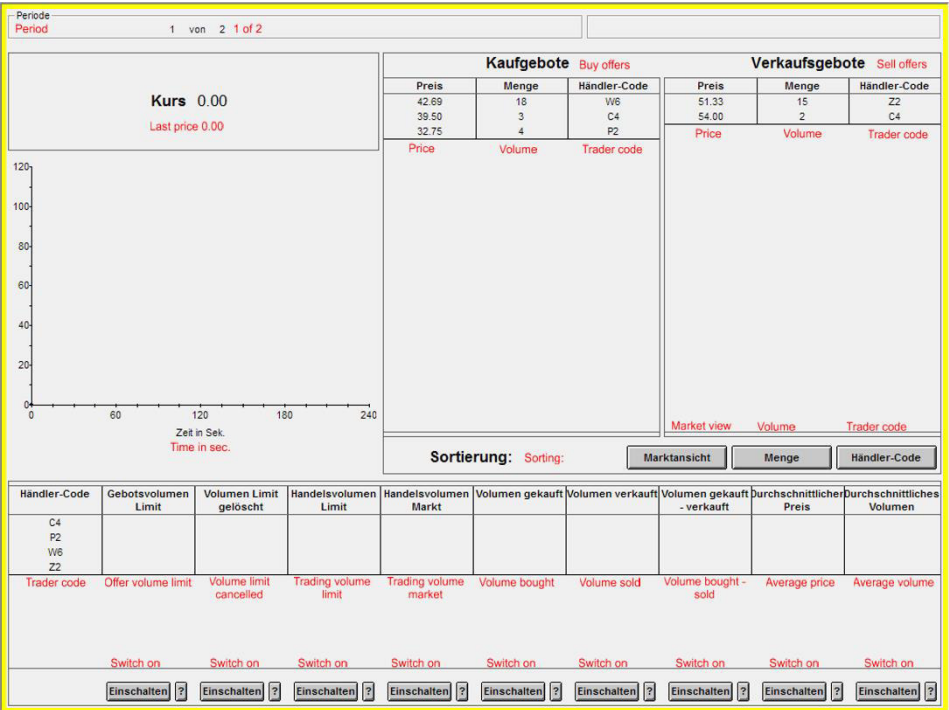 Periode
Period 1 von 2 1 of 2
Kurs 0.00
Last price 0.00
120
100
80
60
40
20
0
0 60 120 180 240
Zeit in Sek.
Time in sec.
Kaufgebote Buy offers
Preis Menge Händler-Code
42.69 18 W6
39.50 3 C4
32.75 4 P2
Price Volume Trader code
Verkaufsgebote Sell offers
Preis Menge Händler-Code
51.33 15 Z2
54.00 2 C4
Price Volume Trader code
Market view Volume Trader code
Sortierung: Sorting: Marktansicht Menge Händler-Code
Händler-Code Gebotsvolumen Volumen Limit Handelsvolumen Handelsvolumen Volumen gekauft Volumen verkauft Volumen gekauft Durchschnittlicher Durchschnittliches
Limit gelöscht Limit Markt - verkauft Preis Volumen
C4
P2
W6
Z2
Trader code Offer volume limit Volume limit Trading volume Trading volume Volume bought Volume sold Volume bought - Average price Average volume
cancelled limit market sold
Switch on Switch on Switch on Switch on Switch on Switch on Switch on Switch on Switch on
Einschalten ? Einschalten ? Einschalten ? Einschalten ? Einschalten ? Einschalten ? Einschalten ? Einschalten ? Einschalten ?